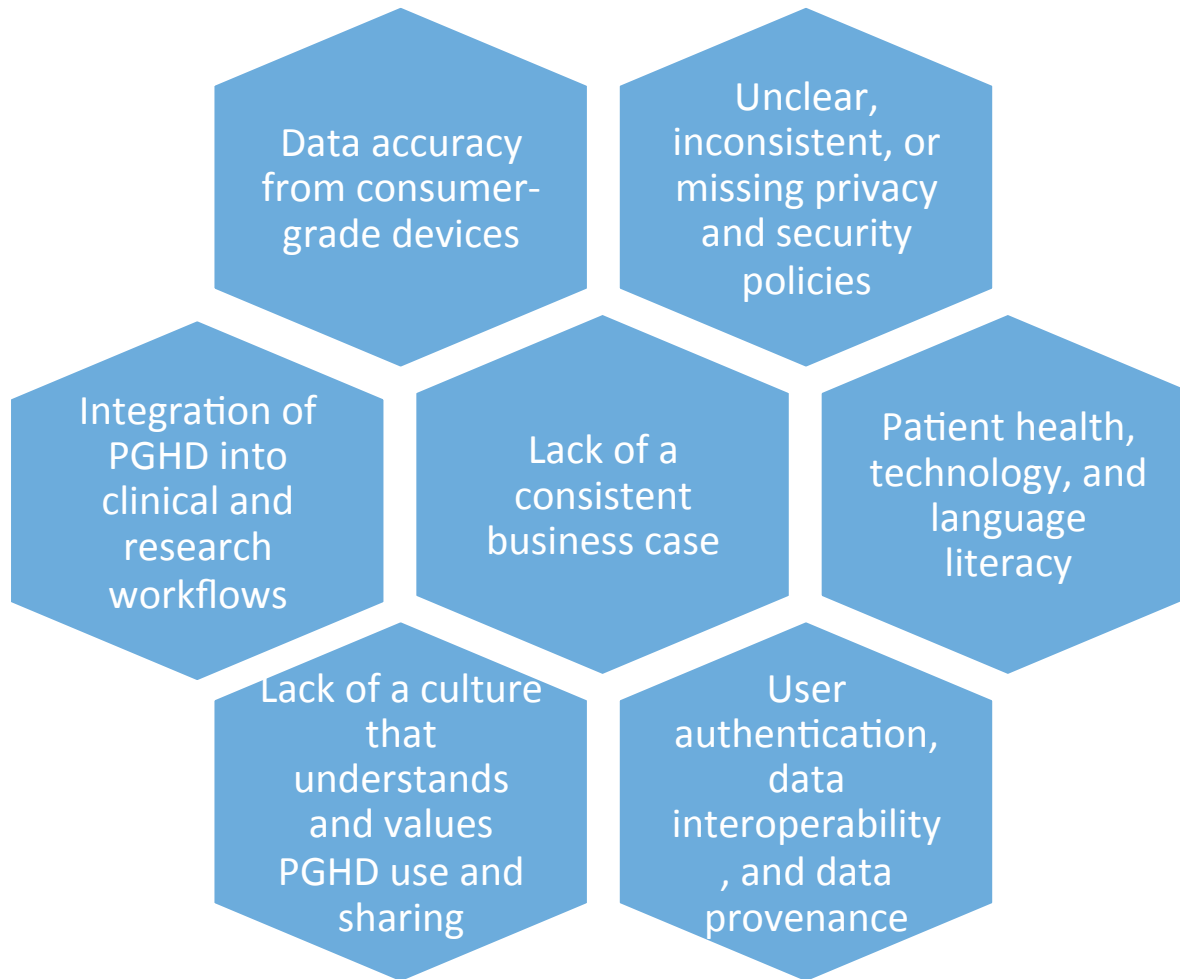 Data accuracy
from consumer-
grade devices
Unclear,
inconsistent, or
missing privacy
and security
policies
Integration of
PGHD into
clinical and
research
workflows
Lack of a
consistent
business case
Patient health,
technology, and
language
literacy
Lack of a culture
that
understands
and values
PGHD use and
sharing
User
authentication,
data
interoperability
, and data
provenance